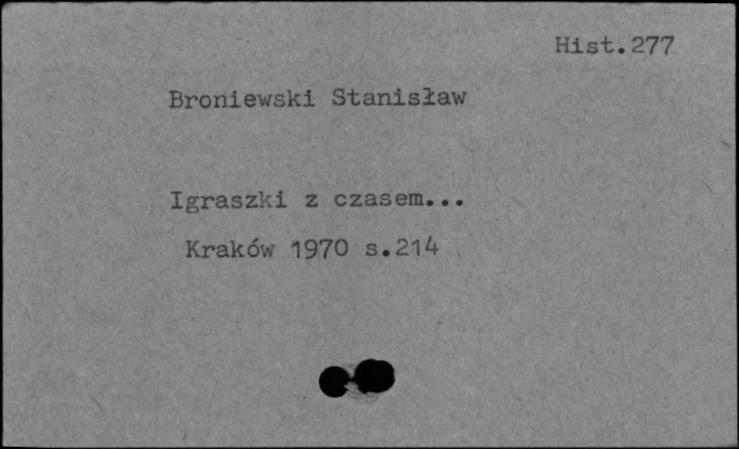 Hist.277
Broniewski Stanisław
Igraszki z czasem...
Kraków 1970 s.214